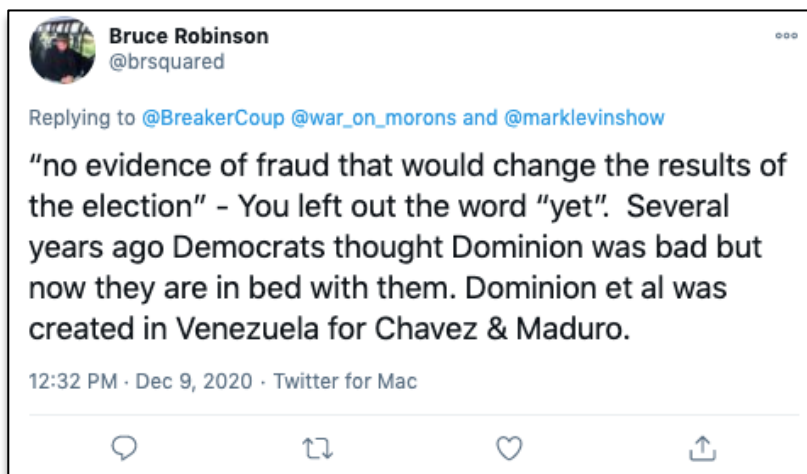 Bruce Robinson
@brsquared
Replying to @BreakerCoup @war_on_morons and @marklevinshow
“no evidence of fraud that would change the results of
the election” - You left out the word “yet”.  Several
years ago Democrats thought Dominion was bad but
now they are in bed with them. Dominion et al was
created in Venezuela for Chavez & Maduro.
12:32 PM · Dec 9, 2020 · Twitter for Mac